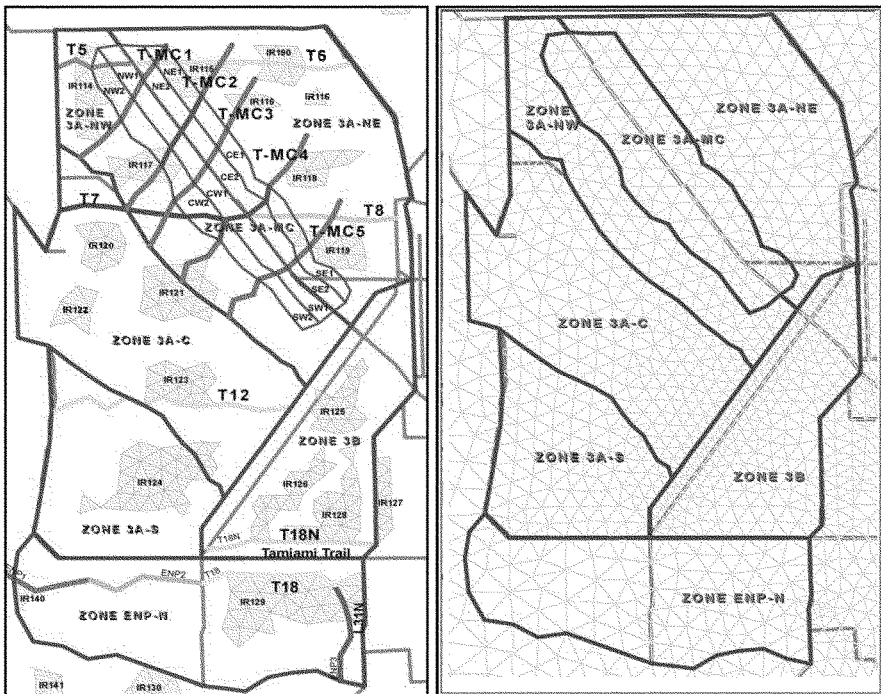 T5
T-MC1
IR190
T6
NW1
NE1
IR115
NW2
NE2
T-MC2
IR114
IR116
IR116
ZONE
3A-NW
T-MC3
ZONE 3A-NE
IR117
CE1
T-MC4
CE2
IR118
CW1
CW2
T7
T8
ZONE 3A-MC
T-MC5
IR120
IR119
SE1
IR121
SE2
IR122
SW1
SW2
ZONE 3A-C
IR123
T12
IR125
ZONE 3B
IR124
IR126
IR127
IR128
ZONE 3A-S
T18N
T18N
Tamiami Trail
ENP1
ENP2
T18
T18
IR140
IR129
ZONE ENP-N
L31N
ENP3
IR141
IR130
ZONE
3A-NW
ZONE 3A-NE
ZONE 3A-MC
ZONE 3A-C
ZONE 3A-S
ZONE 3B
ZONE ENP-N